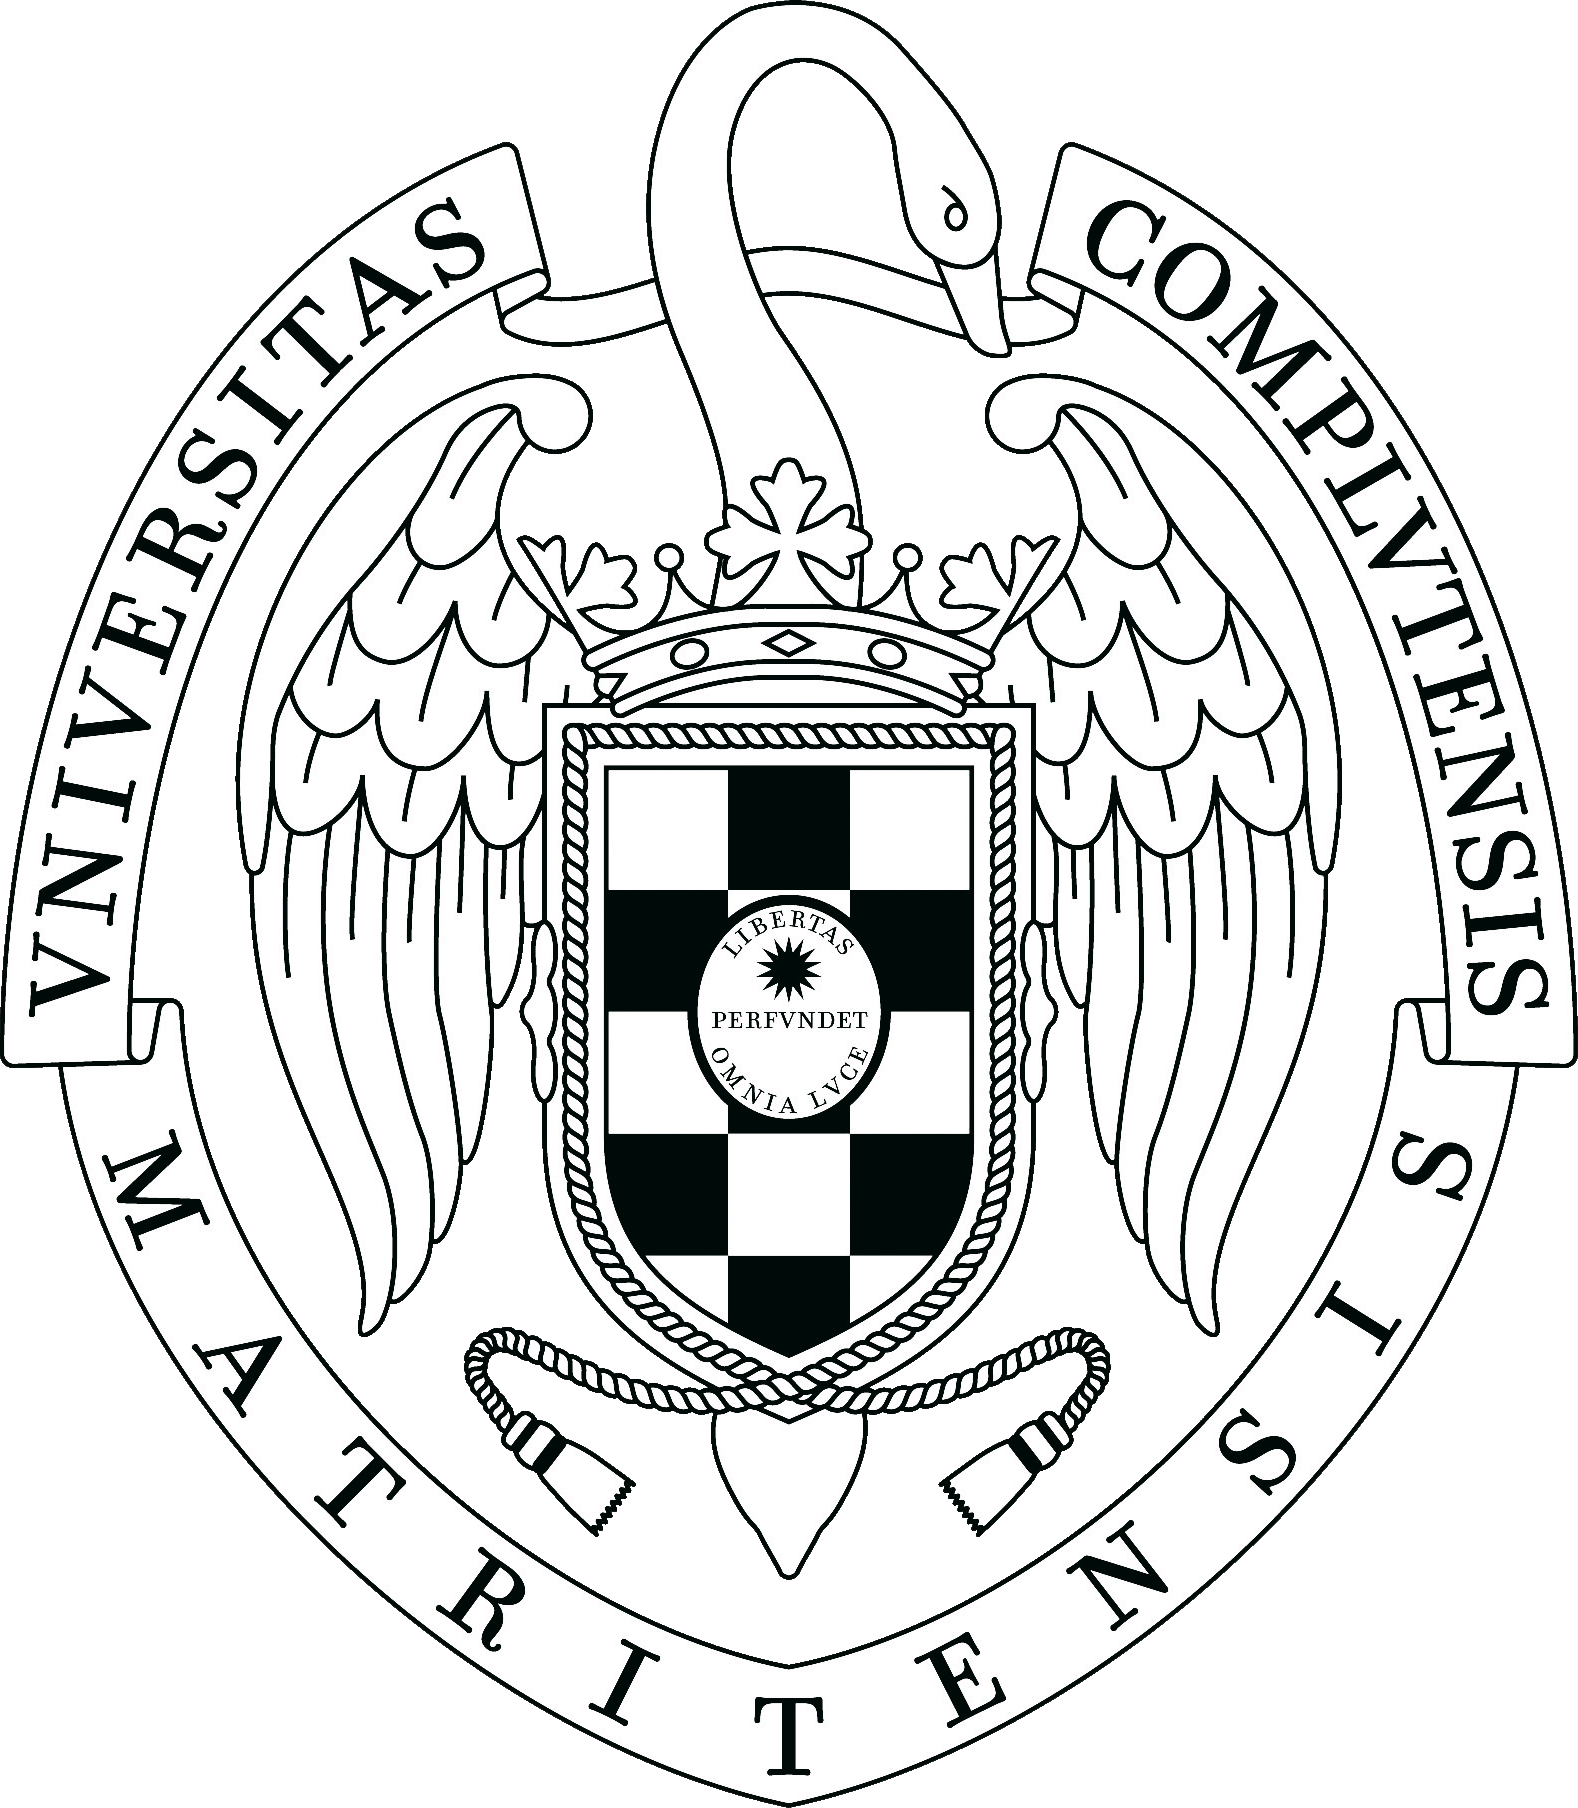 VNIVERSITAS
COMPLVTENSIS
MATRITENSIS
LIBERTAS
PERFVNDET
OMNIA LVCE